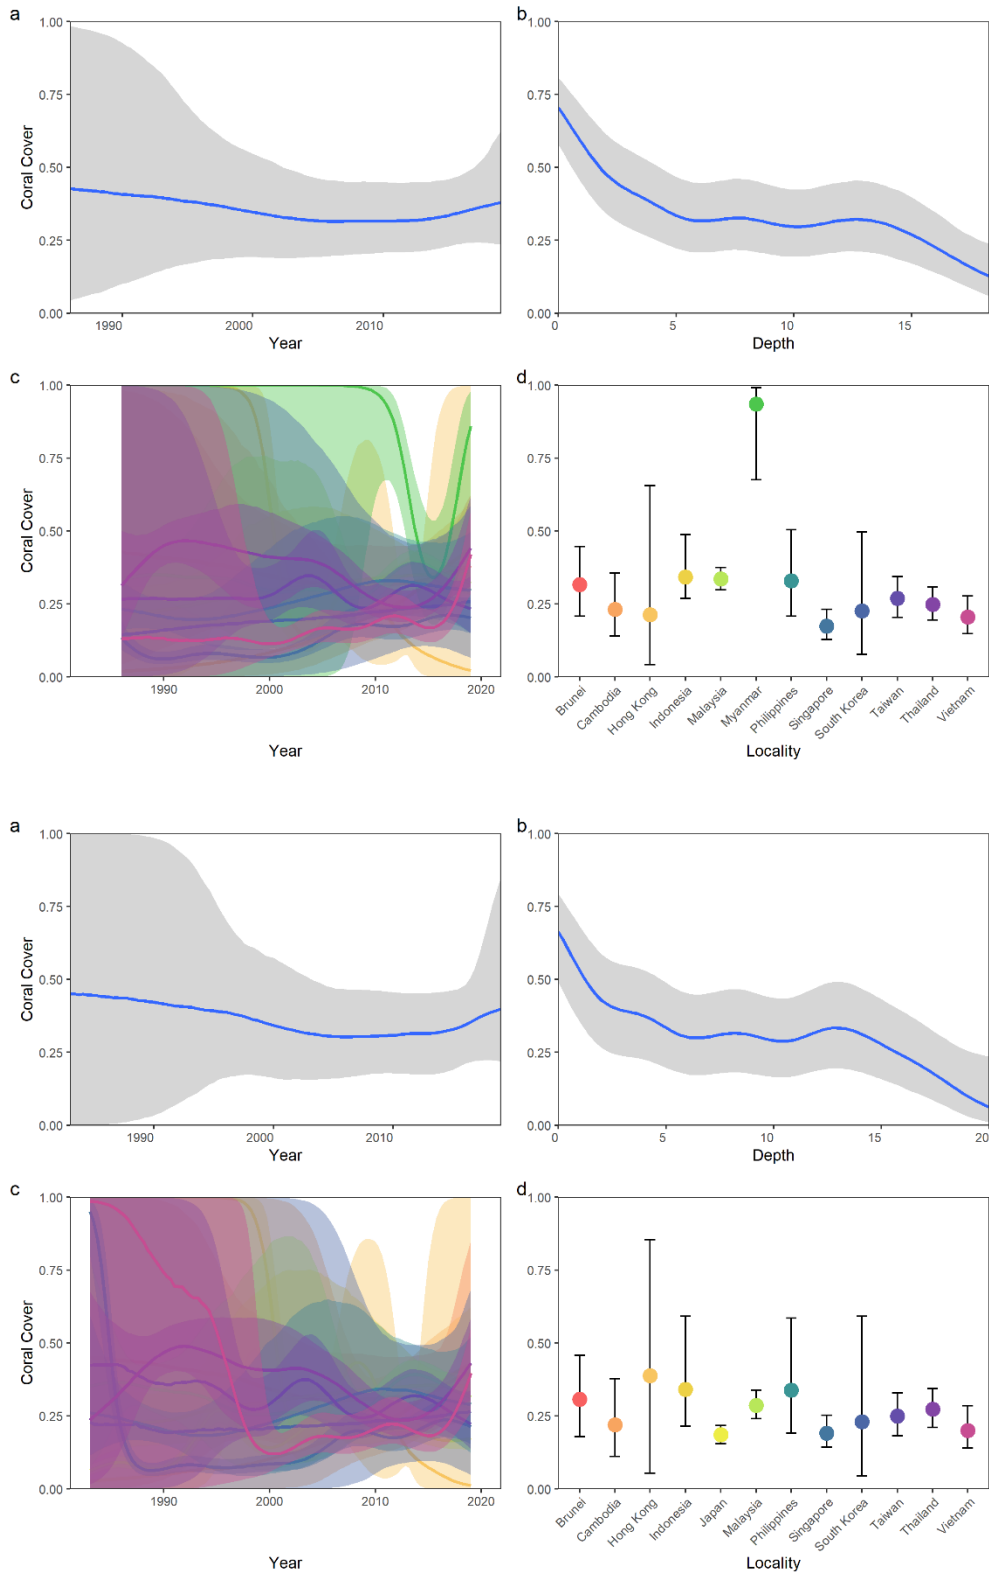 a
b
1.00
0.75
0.50
0.25
0.00
Coral Cover
1990
2000
2010
Year
1.00
0.75
0.50
0.25
0.00
0
5
10
15
Depth
c
d
1.00
0.75
0.50
0.25
0.00
Coral Cover
1990
2000
2010
2020
Year
1.00
0.75
0.50
0.25
0.00
Brunei
Cambodia
Hong Kong
Indonesia
Malaysia
Myanmar
Philippines
Singapore
South Korea
Taiwan
Thailand
Vietnam
Locality
a
b
1.00
0.75
0.50
0.25
0.00
Coral Cover
1990
2000
2010
Year
1.00
0.75
0.50
0.25
0.00
0
5
10
15
20
Depth
c
d
1.00
0.75
0.50
0.25
0.00
Coral Cover
1990
2000
2010
2020
Year
1.00
0.75
0.50
0.25
0.00
Brunei
Cambodia
Hong Kong
Indonesia
Japan
Malaysia
Philippines
Singapore
South Korea
Taiwan
Thailand
Vietnam
Locality